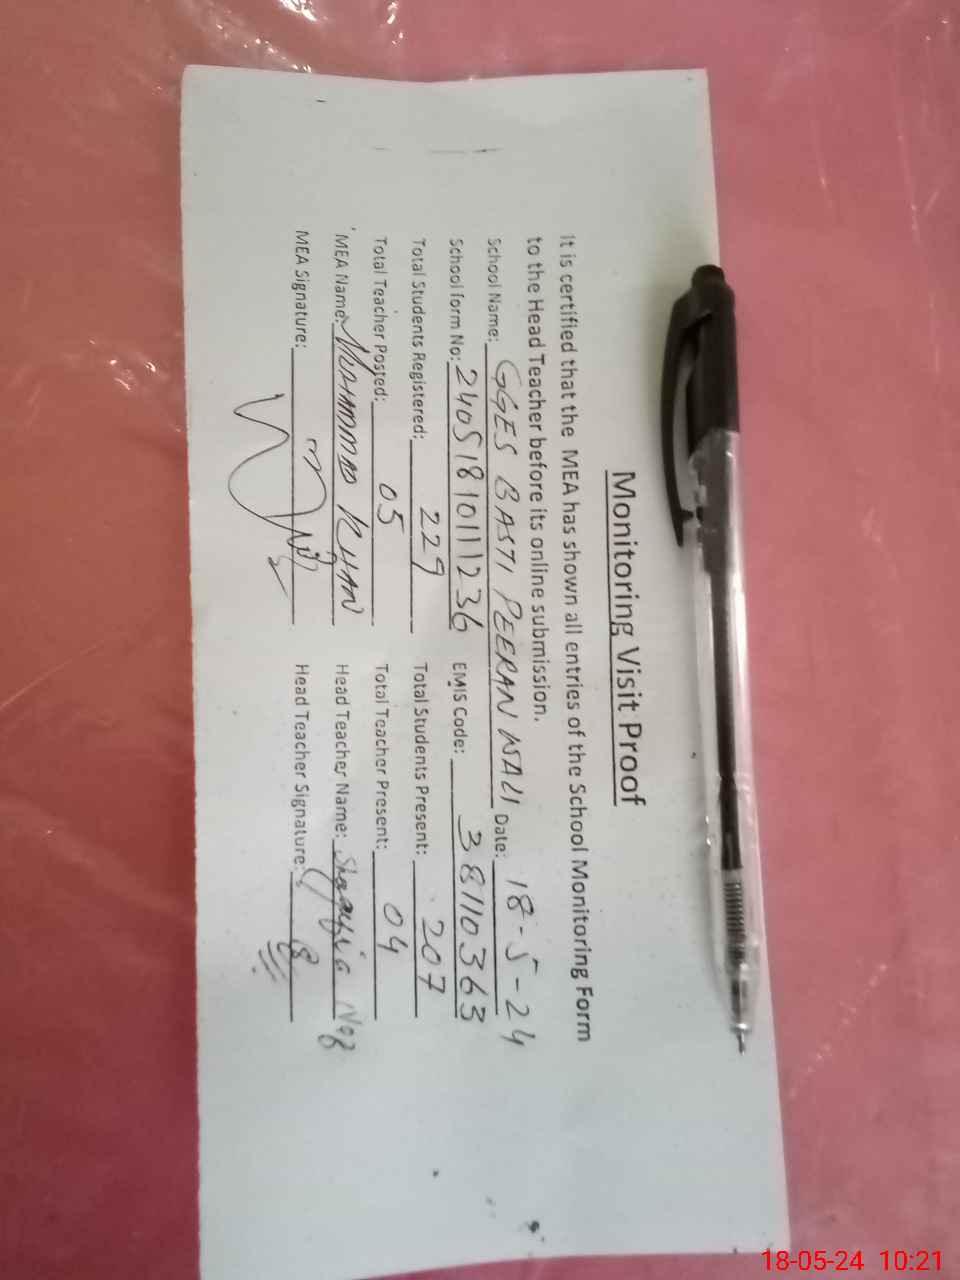 Monitoring Visit Proof
It is certified that the MEA has shown all entries of the School Monitoring Form
to the Head Teacher before its online submission.
School Name: GGES BASTI PEERAN WALI Date: 18-5-24
School form No: 2405181011236 EMIS Code: 38110363
Total Students Registered: 229 Total Students Present: 207
Total Teacher Posted: 05 Total Teacher Present: 04
MEA Name: MUHAMMAD KHAN Head Teacher Name: Shagufta Naz
MEA Signature: Head Teacher Signature:
18-05-24 10:21